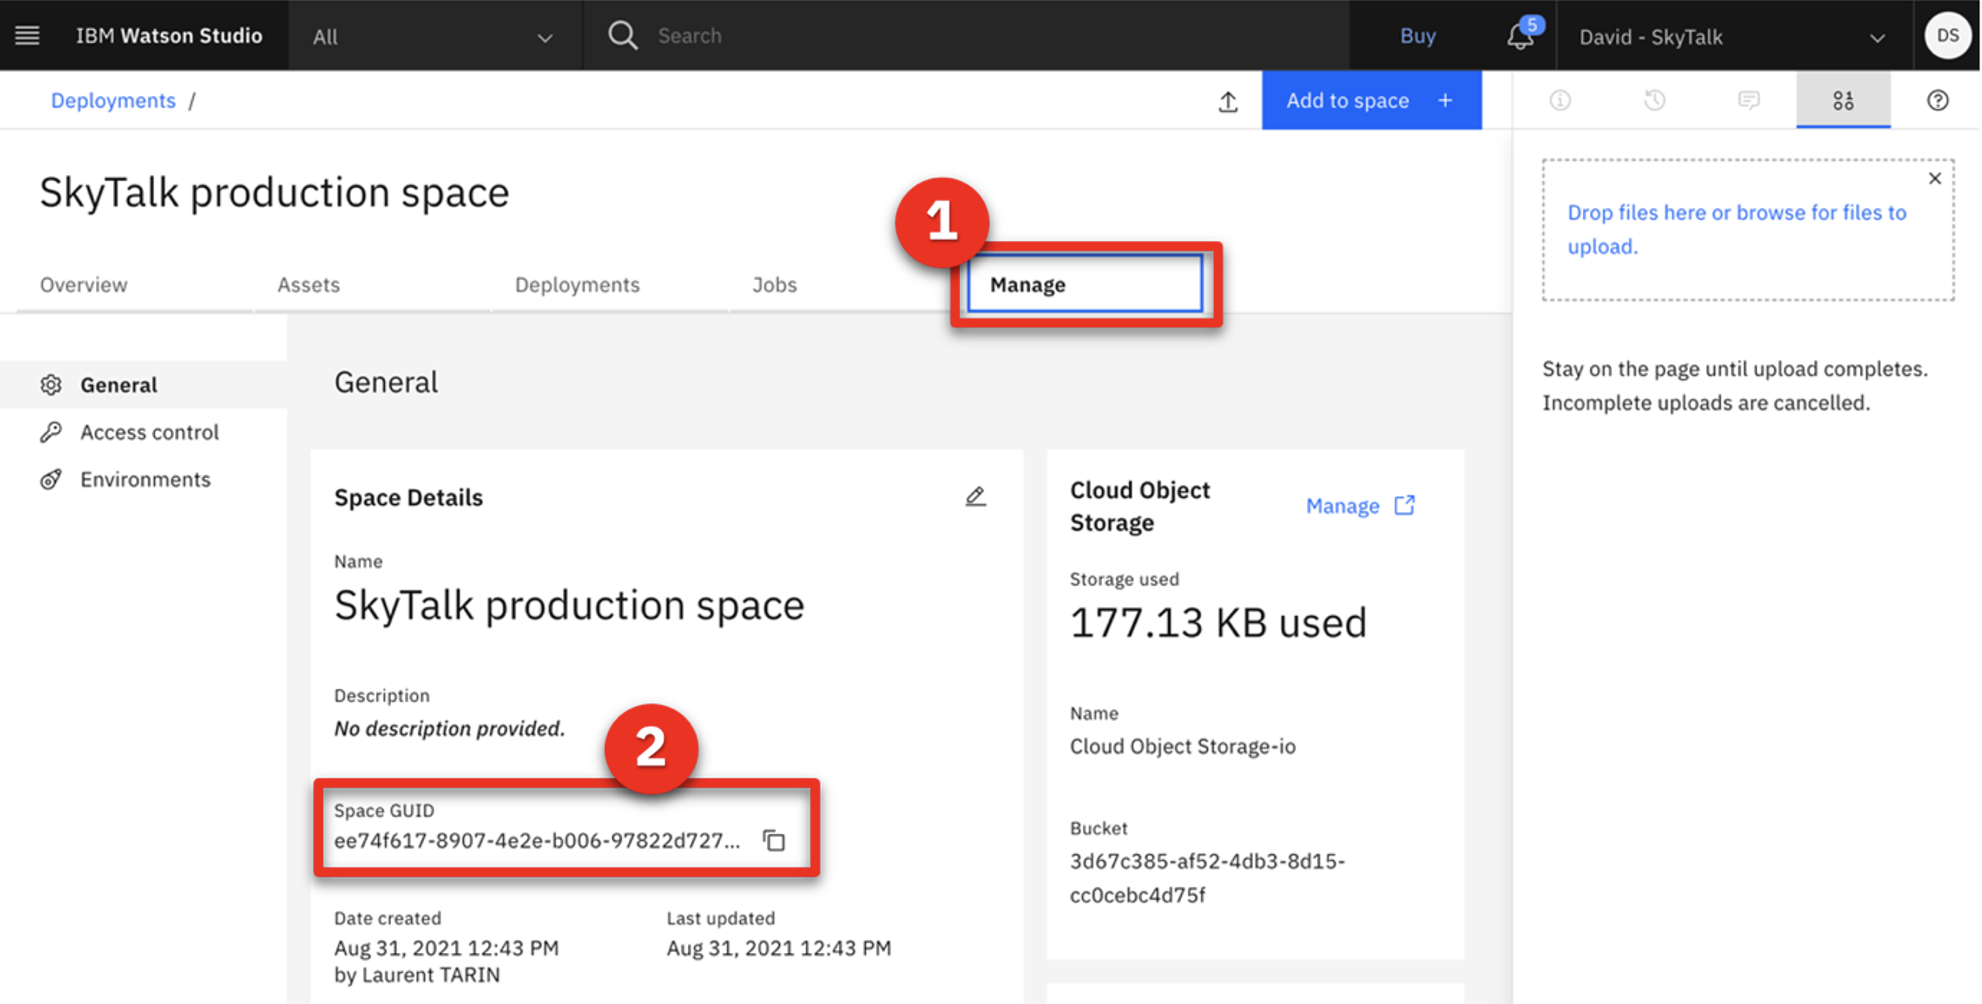 IBM Watson Studio
All
Search
Buy
5
David - SkyTalk
DS
Deployments /
Add to space +
SkyTalk production space
1
Overview
Assets
Deployments
Jobs
Manage
Drop files here or browse for files to
upload.
Stay on the page until upload completes.
Incomplete uploads are cancelled.
General
Access control
Environments
General
Space Details
Name
SkyTalk production space
Description
No description provided.
2
Space GUID
ee74f617-8907-4e2e-b006-97822d727...
Date created
Aug 31, 2021 12:43 PM
by Laurent TARIN
Last updated
Aug 31, 2021 12:43 PM
Cloud Object
Storage
Manage
Storage used
177.13 KB used
Name
Cloud Object Storage-io
Bucket
3d67c385-af52-4db3-8d15-
cc0cebc4d75f